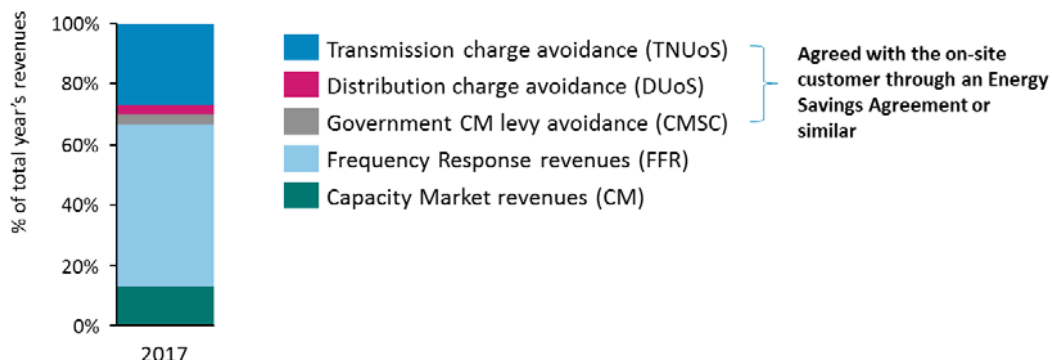 % of total year's revenues
100%
80%
60%
40%
20%
0%
2017
Transmission charge avoidance (TNUoS)
Distribution charge avoidance (DUoS)
Government CM levy avoidance (CMSC)
Frequency Response revenues (FFR)
Capacity Market revenues (CM)
Agreed with the on-site
customer through an Energy
Savings Agreement or
similar